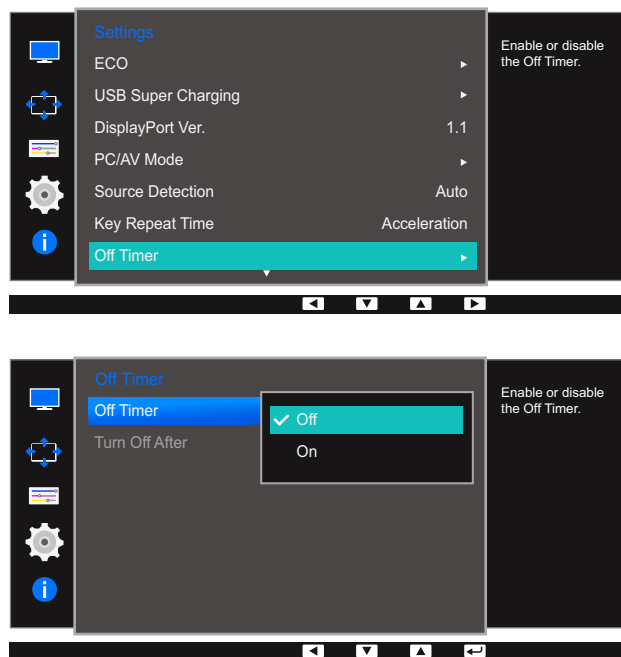 Settings
Enable or disable
the Off Timer.
ECO
USB Super Charging
DisplayPort Ver. 1.1
PC/AV Mode
Source Detection Auto
Key Repeat Time Acceleration
Off Timer
Off Timer
Enable or disable
the Off Timer.
Off Timer
Off
Turn Off After
On